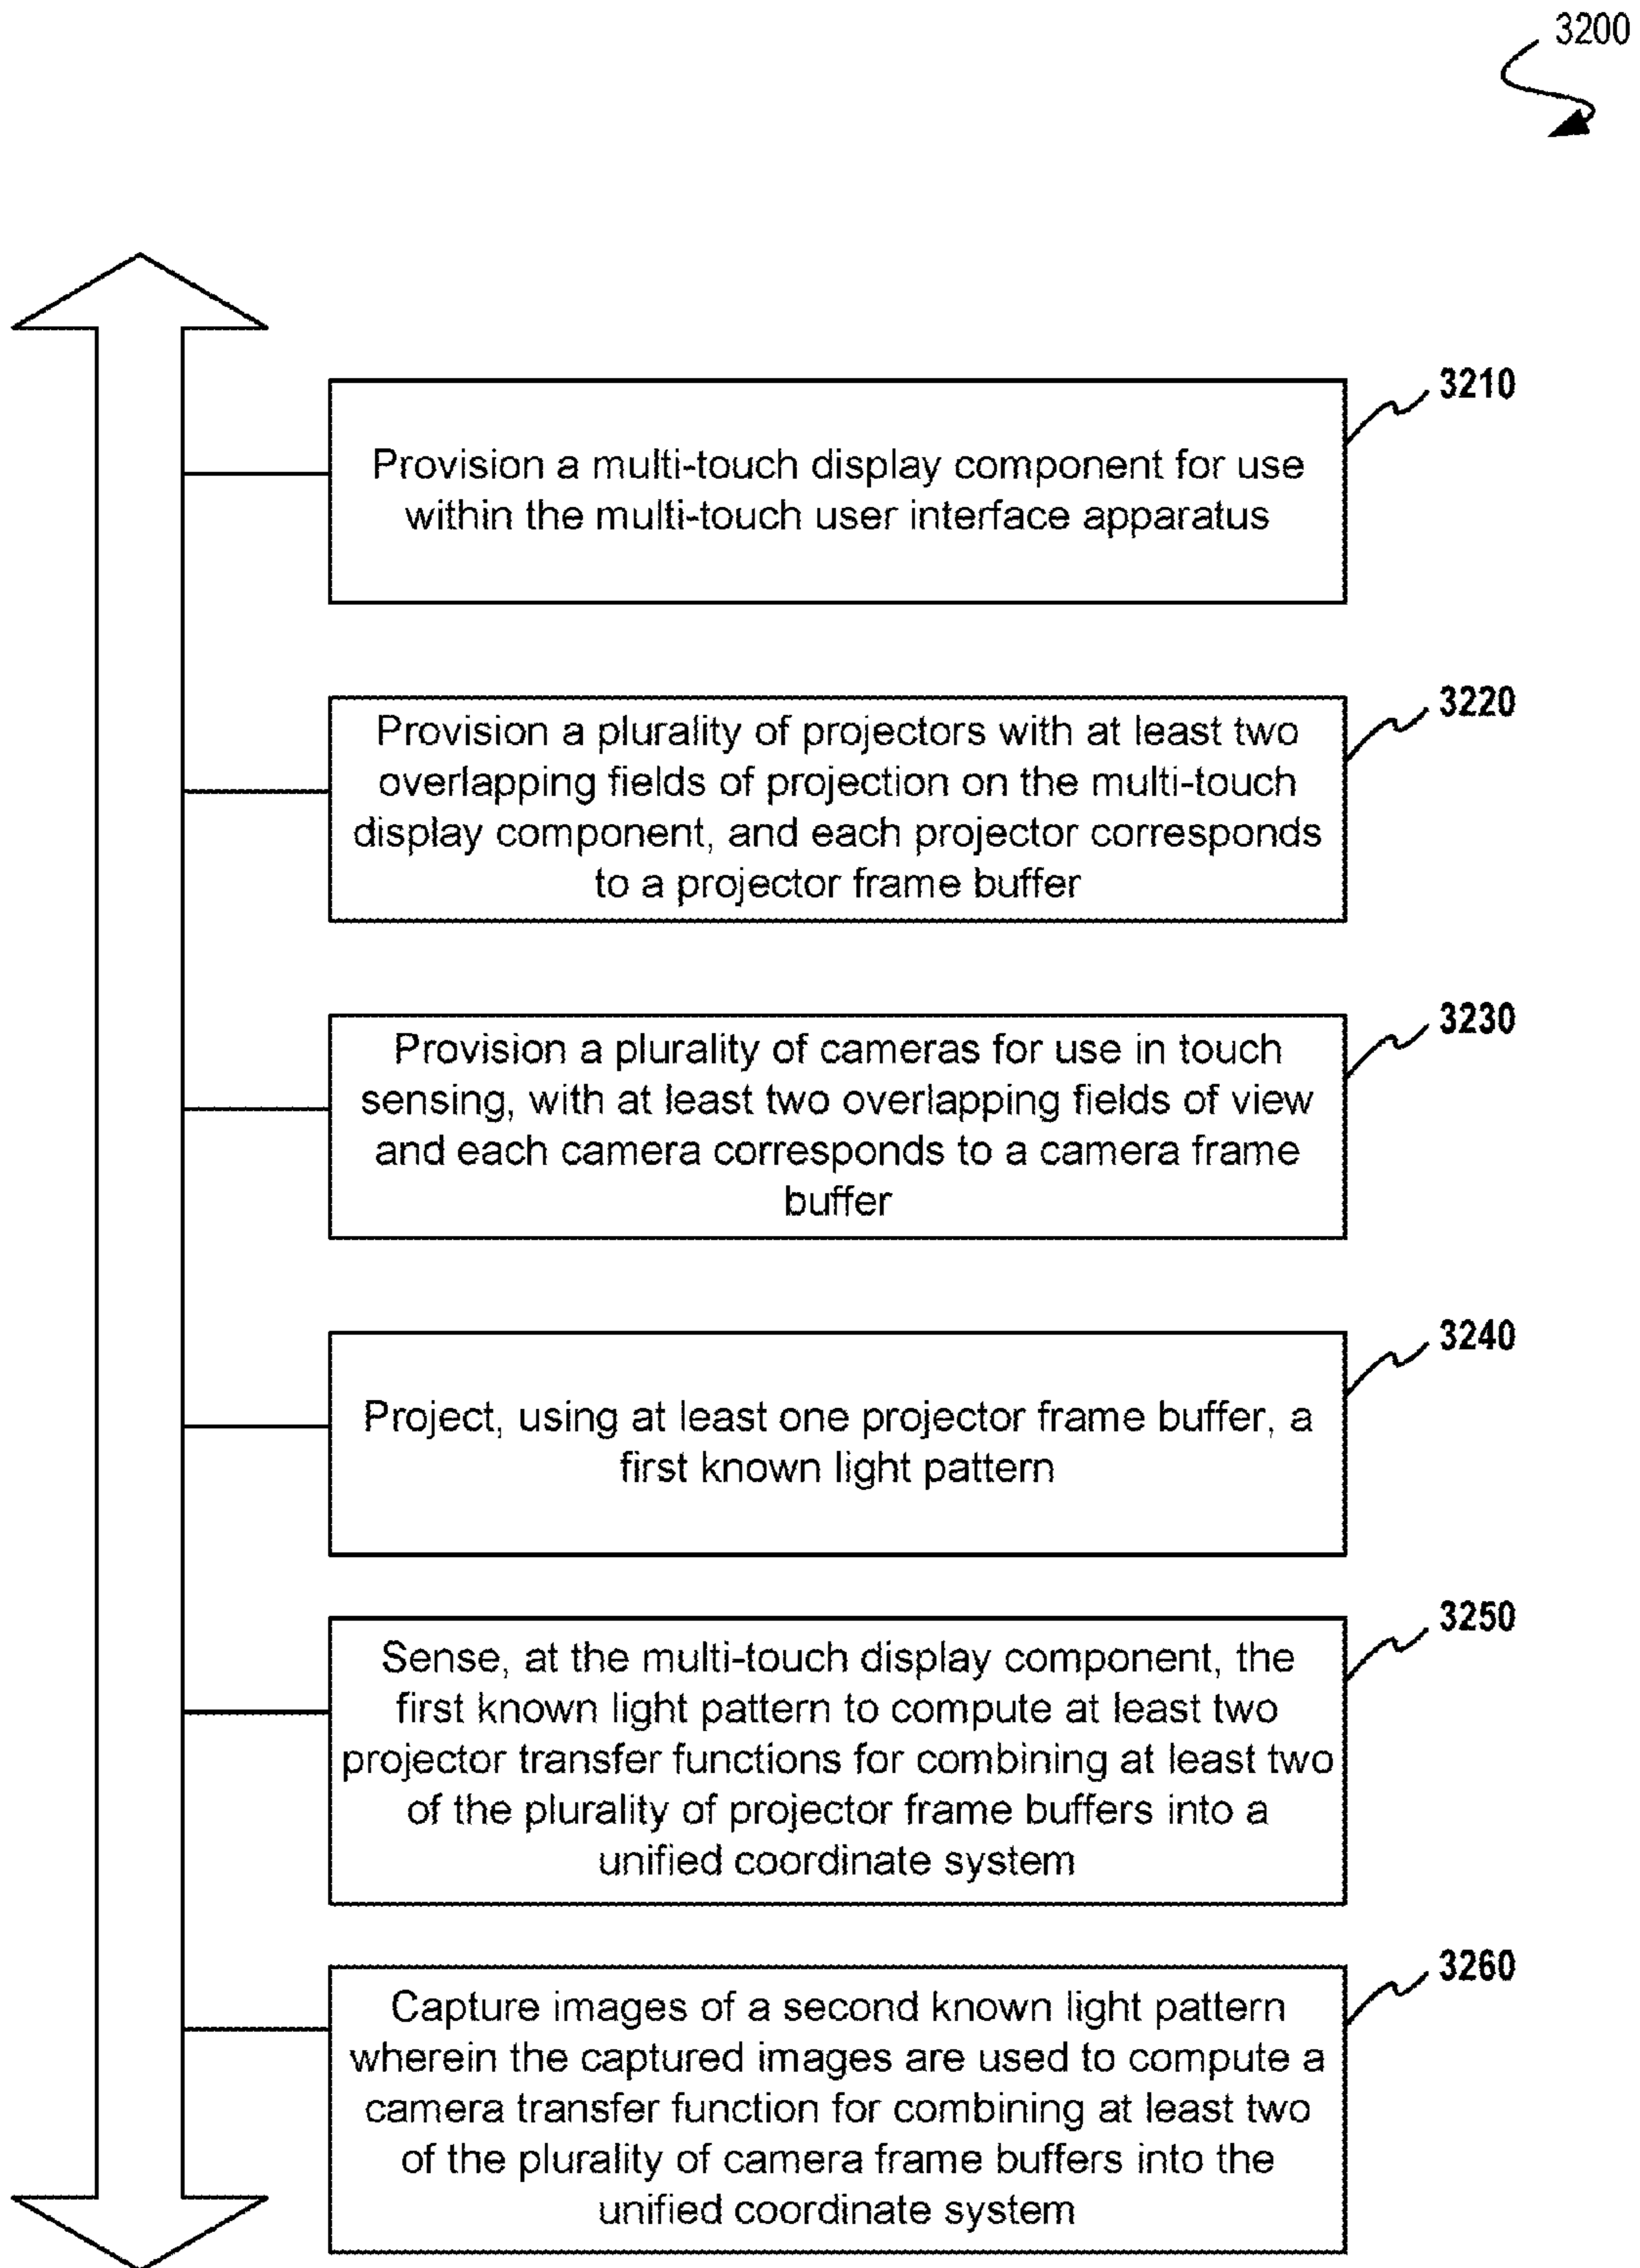 3200
3210
Provision a multi-touch display component for use
within the multi-touch user interface apparatus
3220
Provision a plurality of projectors with at least two
overlapping fields of projection on the multi-touch
display component, and each projector corresponds
to a projector frame buffer
3230
Provision a plurality of cameras for use in touch
sensing, with at least two overlapping fields of view
and each camera corresponds to a camera frame
buffer
3240
Project, using at least one projector frame buffer, a
first known light pattern
3250
Sense, at the multi-touch display component, the
first known light pattern to compute at least two
projector transfer functions for combining at least two
of the plurality of projector frame buffers into a
unified coordinate system
3260
Capture images of a second known light pattern
wherein the captured images are used to compute a
camera transfer function for combining at least two
of the plurality of camera frame buffers into the
unified coordinate system